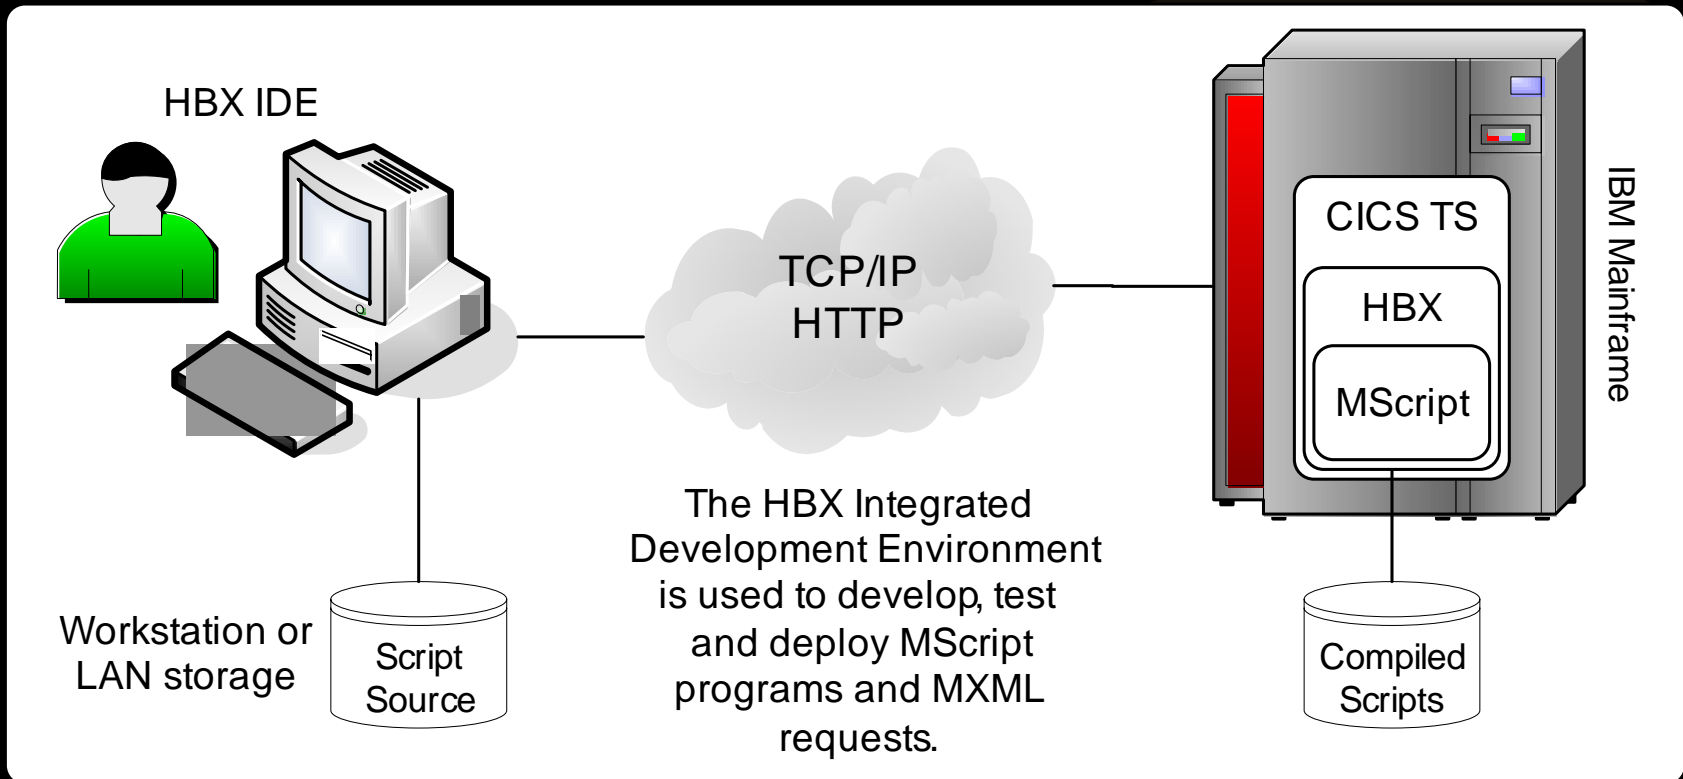 HBX IDE
TCP/IP
HTTP
CICS TS
HBX
MScript
IBM Mainframe
The HBX Integrated
Development Environment
is used to develop, test
and deploy MScript
programs and MXML
requests.
Workstation or
LAN storage
Script
Source
Compiled
Scripts